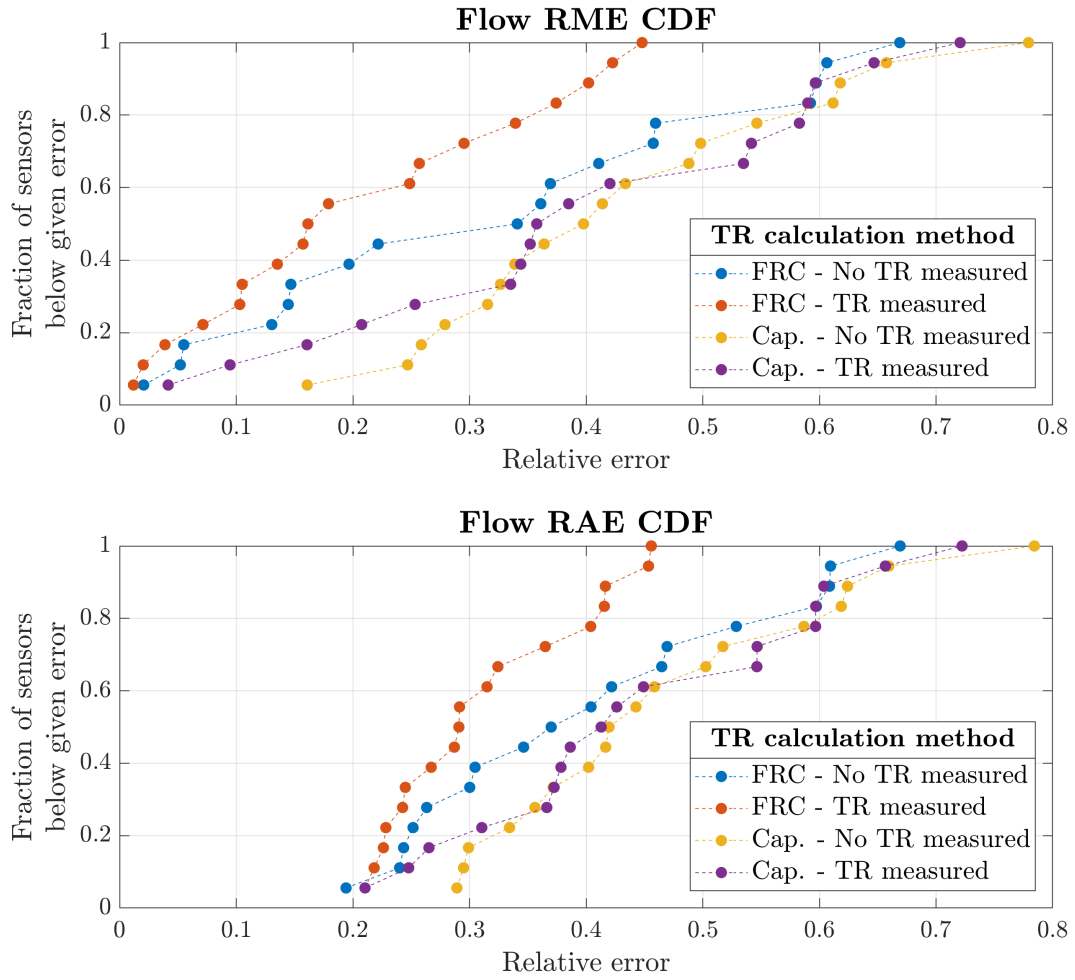 Flow RME CDF
1
0.8
0.6
0.4
0.2
0
Fraction of sensors
below given error
TR calculation method
FRC - No TR measured
FRC - TR measured
Cap. - No TR measured
Cap. - TR measured
0 0.1 0.2 0.3 0.4 0.5 0.6 0.7 0.8
Relative error
Flow RAE CDF
1
0.8
0.6
0.4
0.2
0
Fraction of sensors
below given error
TR calculation method
FRC - No TR measured
FRC - TR measured
Cap. - No TR measured
Cap. - TR measured
0 0.1 0.2 0.3 0.4 0.5 0.6 0.7 0.8
Relative error